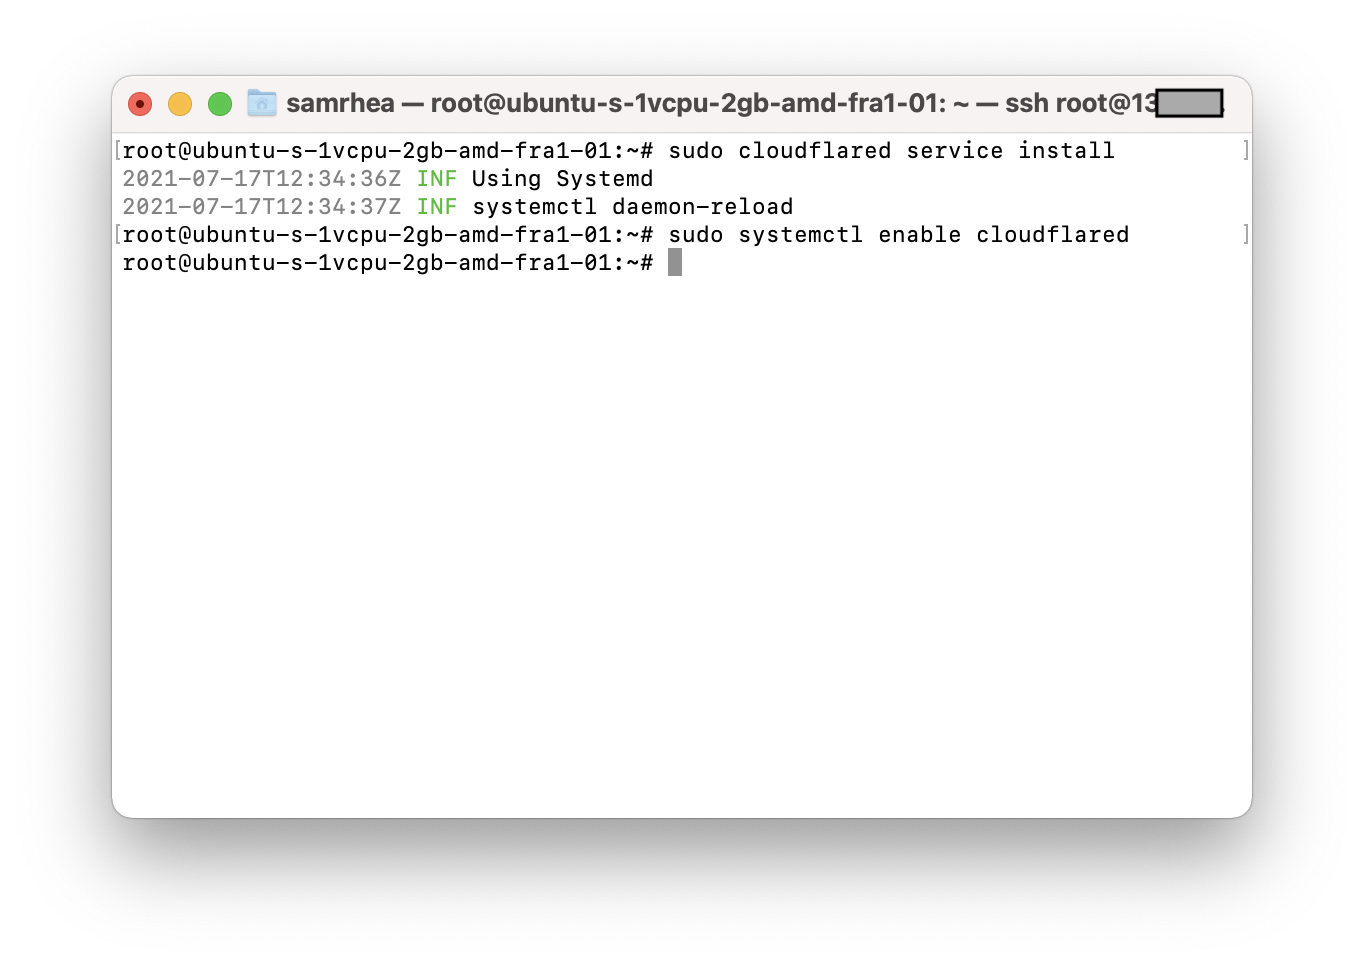 samrhea — root@ubuntu-s-1vcpu-2gb-amd-fra1-01: ~ — ssh root@13
[root@ubuntu-s-1vcpu-2gb-amd-fra1-01:~# sudo cloudflared service install ]
2021-07-17T12:34:36Z INF Using Systemd
2021-07-17T12:34:37Z INF systemctl daemon-reload
[root@ubuntu-s-1vcpu-2gb-amd-fra1-01:~# sudo systemctl enable cloudflared ]
root@ubuntu-s-1vcpu-2gb-amd-fra1-01:~#